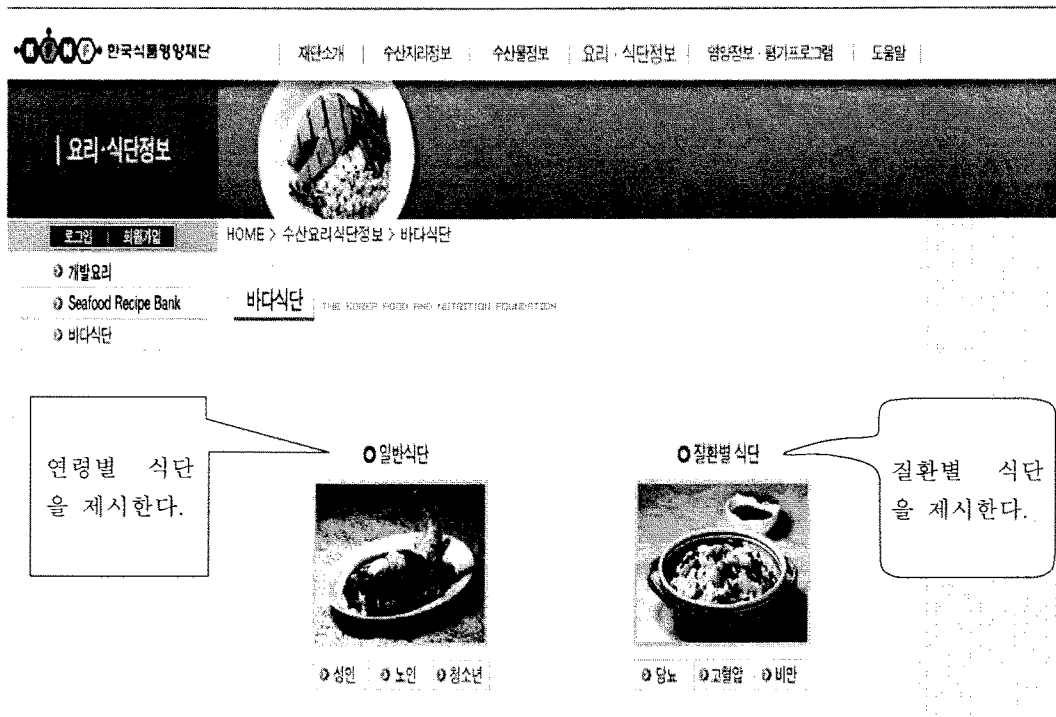 한국식품영양재단
재단소개 | 수산지리정보 | 수산물정보 | 요리 · 식단정보 | 영양정보 · 평가프로그램 | 도움말 |
| 요리·식단정보
로그인 | 회원가입
HOME > 수산요리식단정보 > 바다식단
개발요리
Seafood Recipe Bank
바다식단
바다식단 THE KOREA FOOD AND NUTRITION FOUNDATION
연령별 식단
을 제시한다.
일반식단
질환별 식단
질환별 식단
을 제시한다.
성인 노인 청소년
당뇨 고혈압 비만